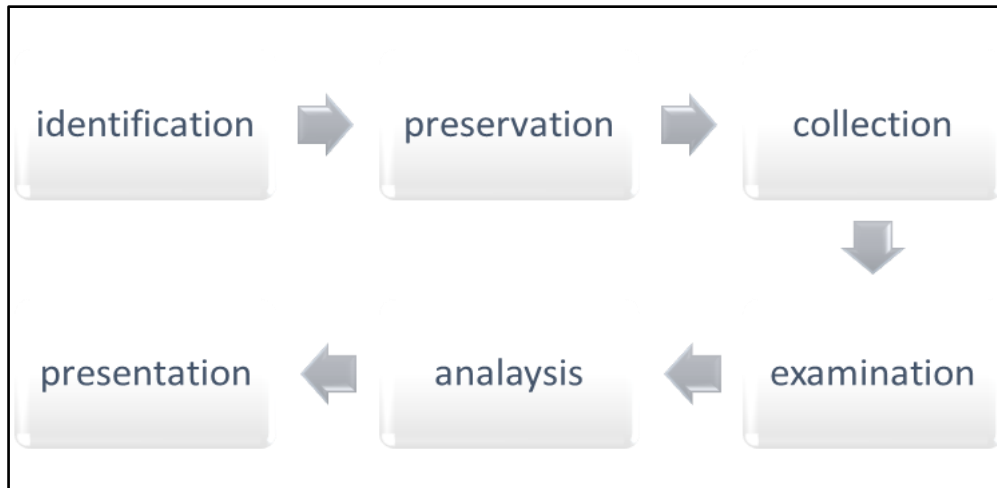 identification
preservation
collection
examination
analaysis
presentation